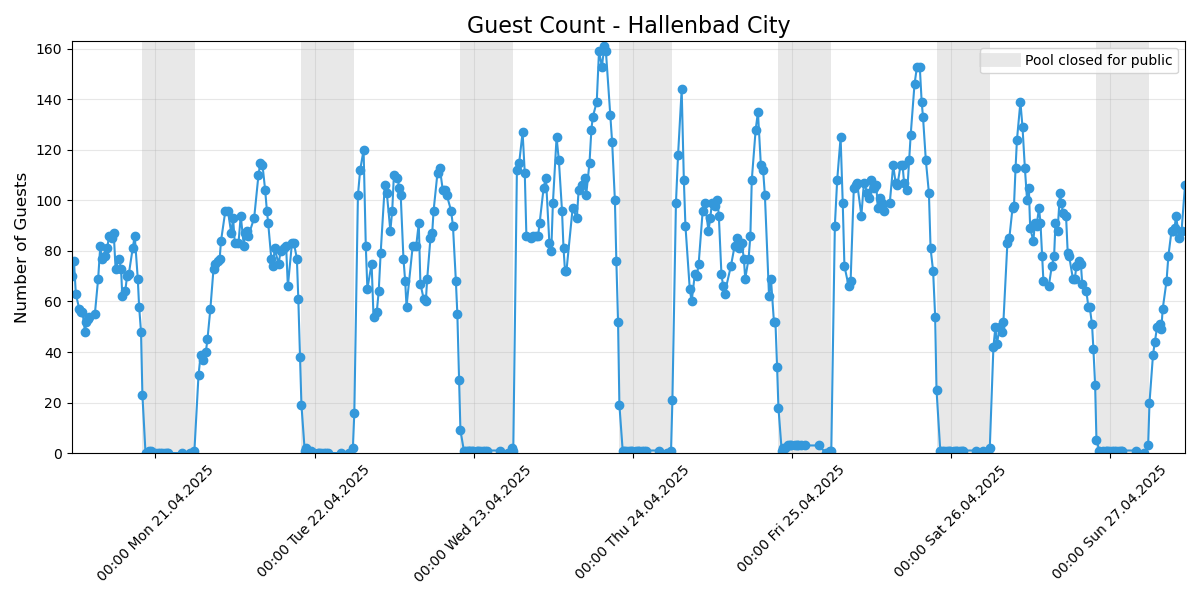 Guest Count - Hallenbad City
Pool closed for public
Number of Guests
160
140
120
100
80
60
40
20
0
00:00 Mon 21.04.2025
00:00 Tue 22.04.2025
00:00 Wed 23.04.2025
00:00 Thu 24.04.2025
00:00 Fri 25.04.2025
00:00 Sat 26.04.2025
00:00 Sun 27.04.2025